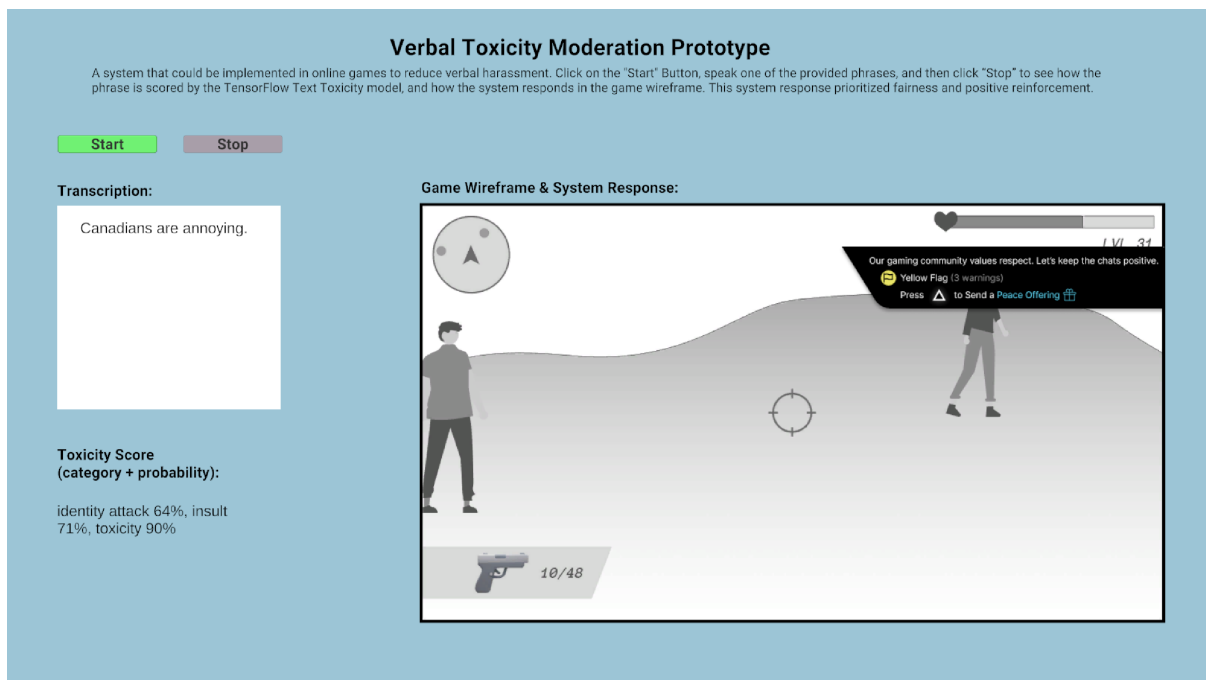 Verbal Toxicity Moderation Prototype
A system that could be implemented in online games to reduce verbal harassment. Click on the "Start" Button, speak one of the provided phrases, and then click "Stop" to see how the
phrase is scored by the TensorFlow Text Toxicity model, and how the system responds in the game wireframe. This system response prioritized fairness and positive reinforcement.
Start
Stop
Transcription:
Canadians are annoying.
Toxicity Score
(category + probability):
identity attack 64%, insult
71%, toxicity 90%
Game Wireframe & System Response:
LVL 31
Our gaming community values respect. Let's keep the chats positive.
Yellow Flag (3 warnings)
Press to Send a Peace Offering
10/48